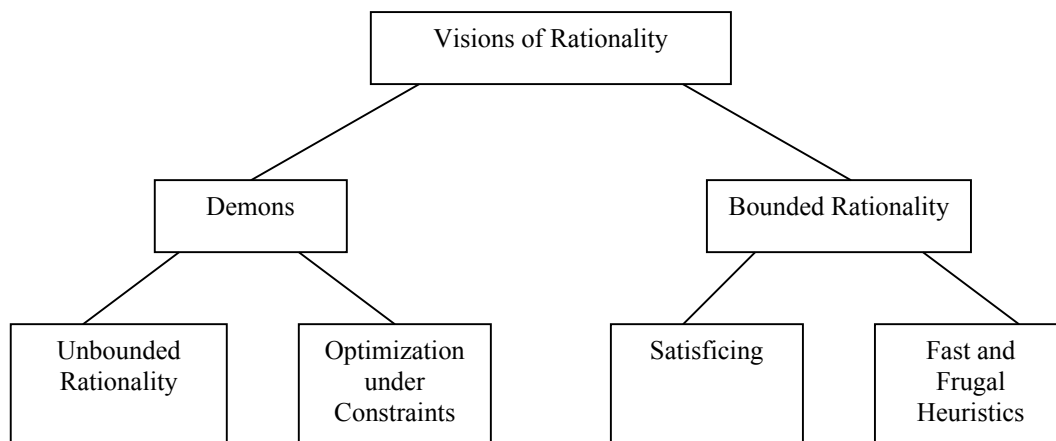 Visions of Rationality
Demons
Bounded Rationality
Unbounded
Rationality
Optimization
under
Constraints
Satisficing
Fast and
Frugal
Heuristics